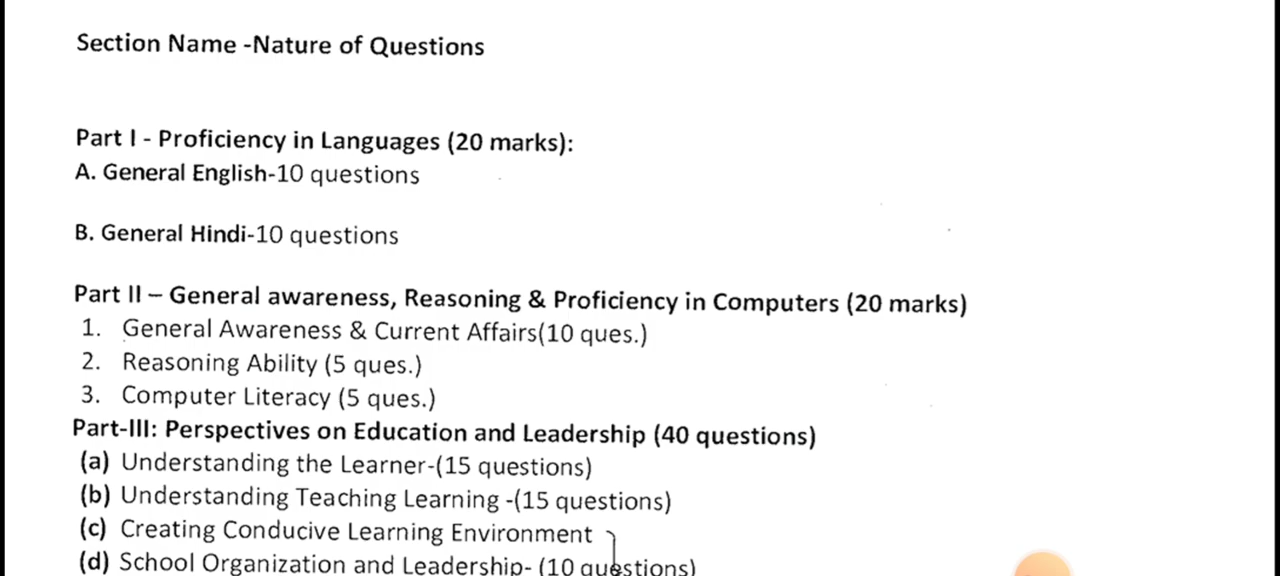 Section Name -Nature of Questions
Part I - Proficiency in Languages (20 marks):
A. General English-10 questions
B. General Hindi-10 questions
Part II – General awareness, Reasoning & Proficiency in Computers (20 marks)
1. General Awareness & Current Affairs(10 ques.)
2. Reasoning Ability (5 ques.)
3. Computer Literacy (5 ques.)
Part-III: Perspectives on Education and Leadership (40 questions)
(a) Understanding the Learner-(15 questions)
(b) Understanding Teaching Learning -(15 questions)
(c) Creating Conducive Learning Environment
(d) School Organization and Leadership- (10 questions)